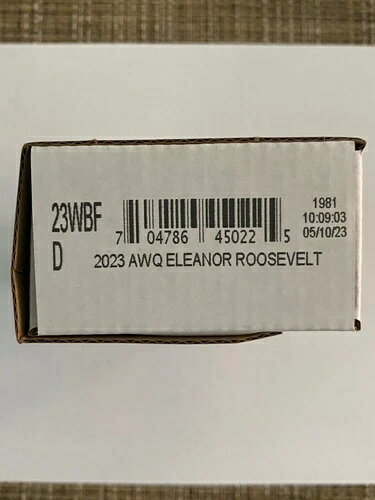 23WBF
D
7 04786 45022 5
1981
10:09:03
05/10/23
2023 AWQ ELEANOR ROOSEVELT